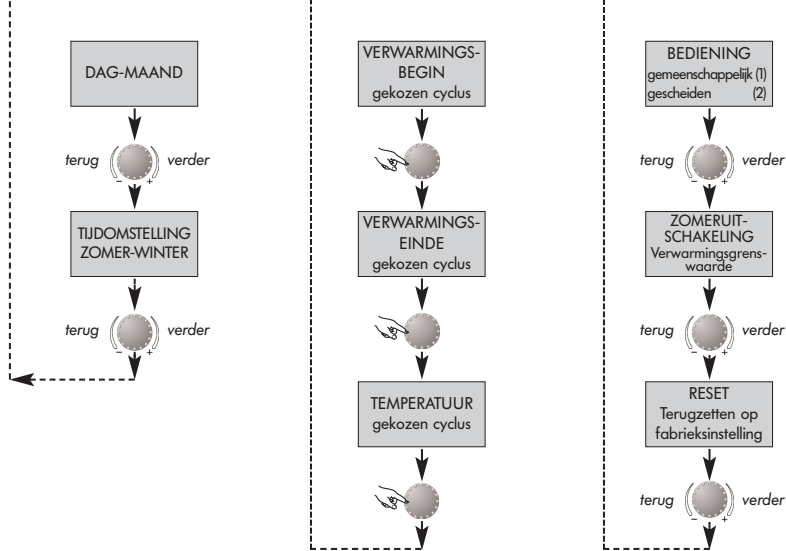 DAG-MAAND
terug verder
– +
TIJDOMSTELLING
ZOMER-WINTER
terug verder
– +
VERWARMINGS-
BEGIN
gekozen cyclus
VERWARMINGS-
EINDE
gekozen cyclus
TEMPERATUUR
gekozen cyclus
BEDIENING
gemeenschappelijk (1)
gescheiden (2)
terug verder
– +
ZOMERUIT-
SCHAKELING
Verwarmingsgrens-
waarde
terug verder
– +
RESET
Terugzetten op
fabrieksinstelling
terug verder
– +